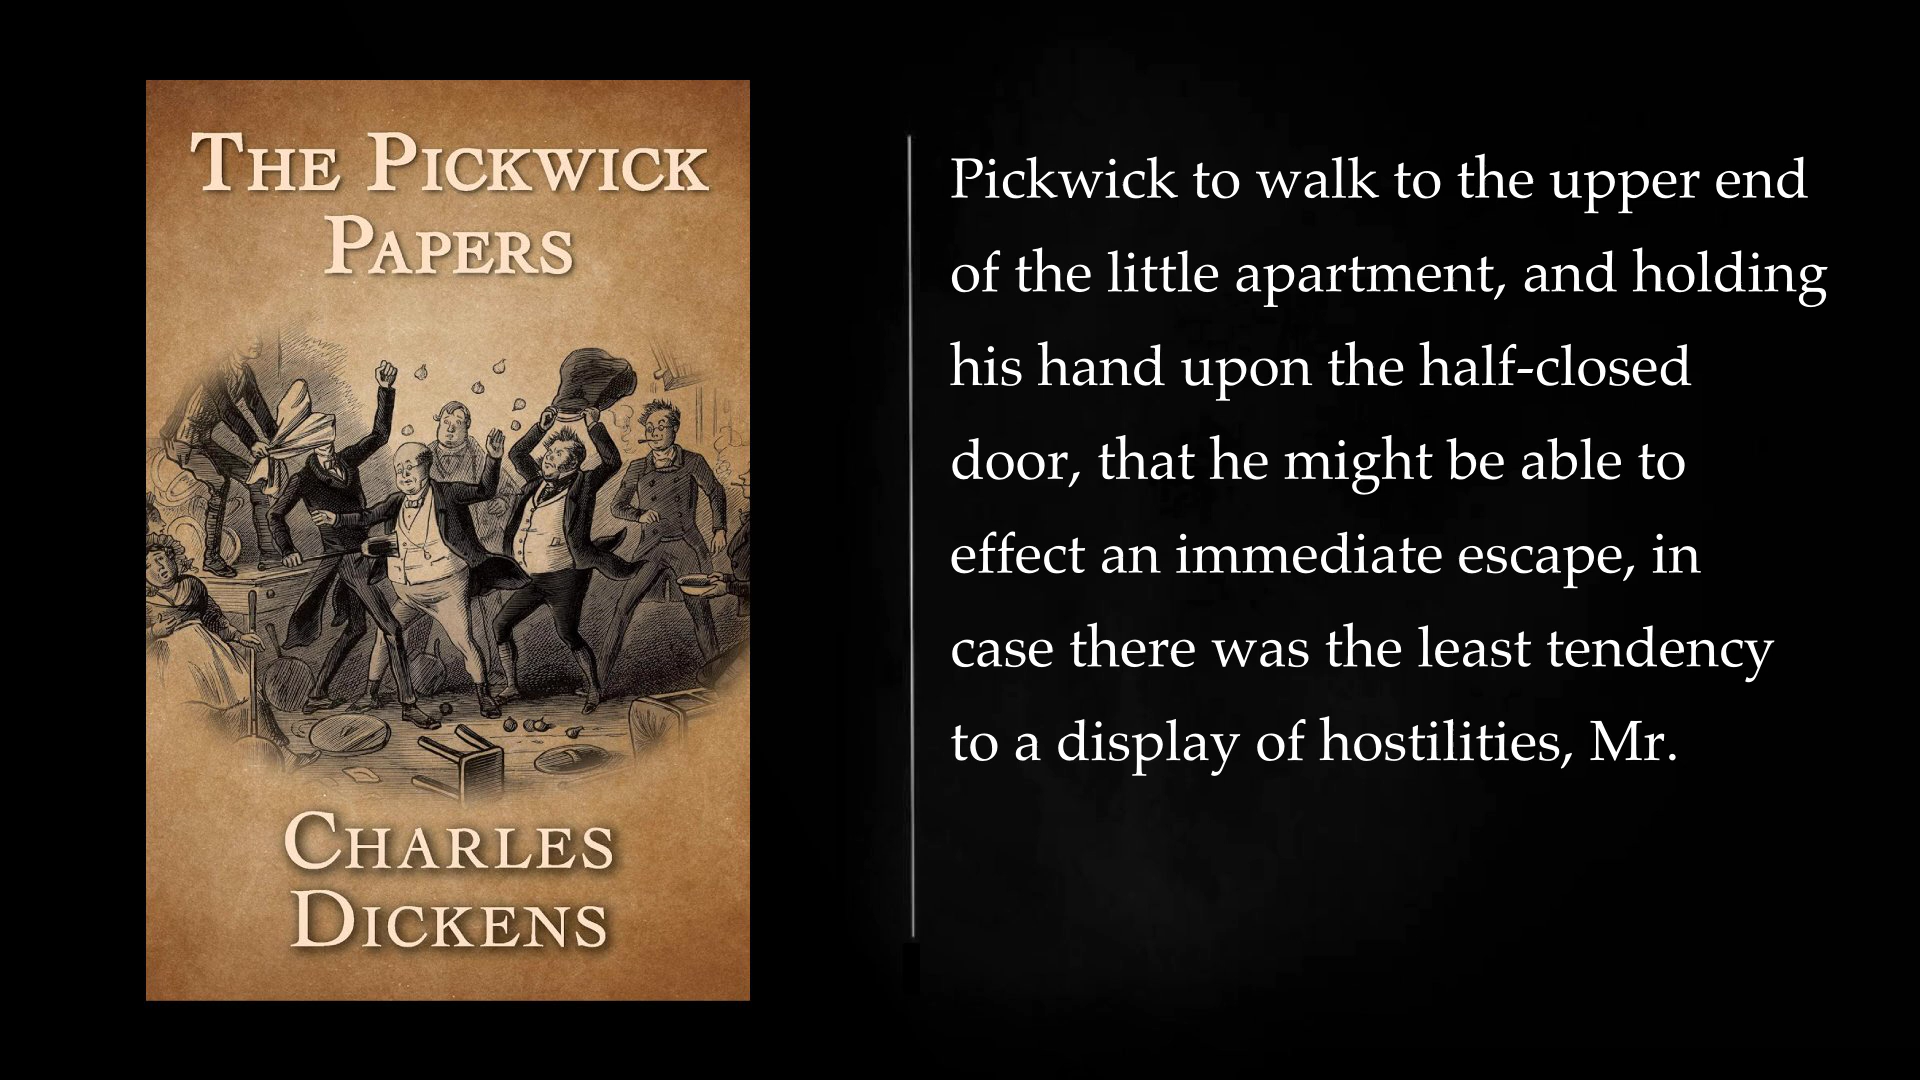 The Pickwick
Papers
Charles
Dickens
Pickwick to walk to the upper end
of the little apartment, and holding
his hand upon the half-closed
door, that he might be able to
effect an immediate escape, in
case there was the least tendency
to a display of hostilities, Mr.